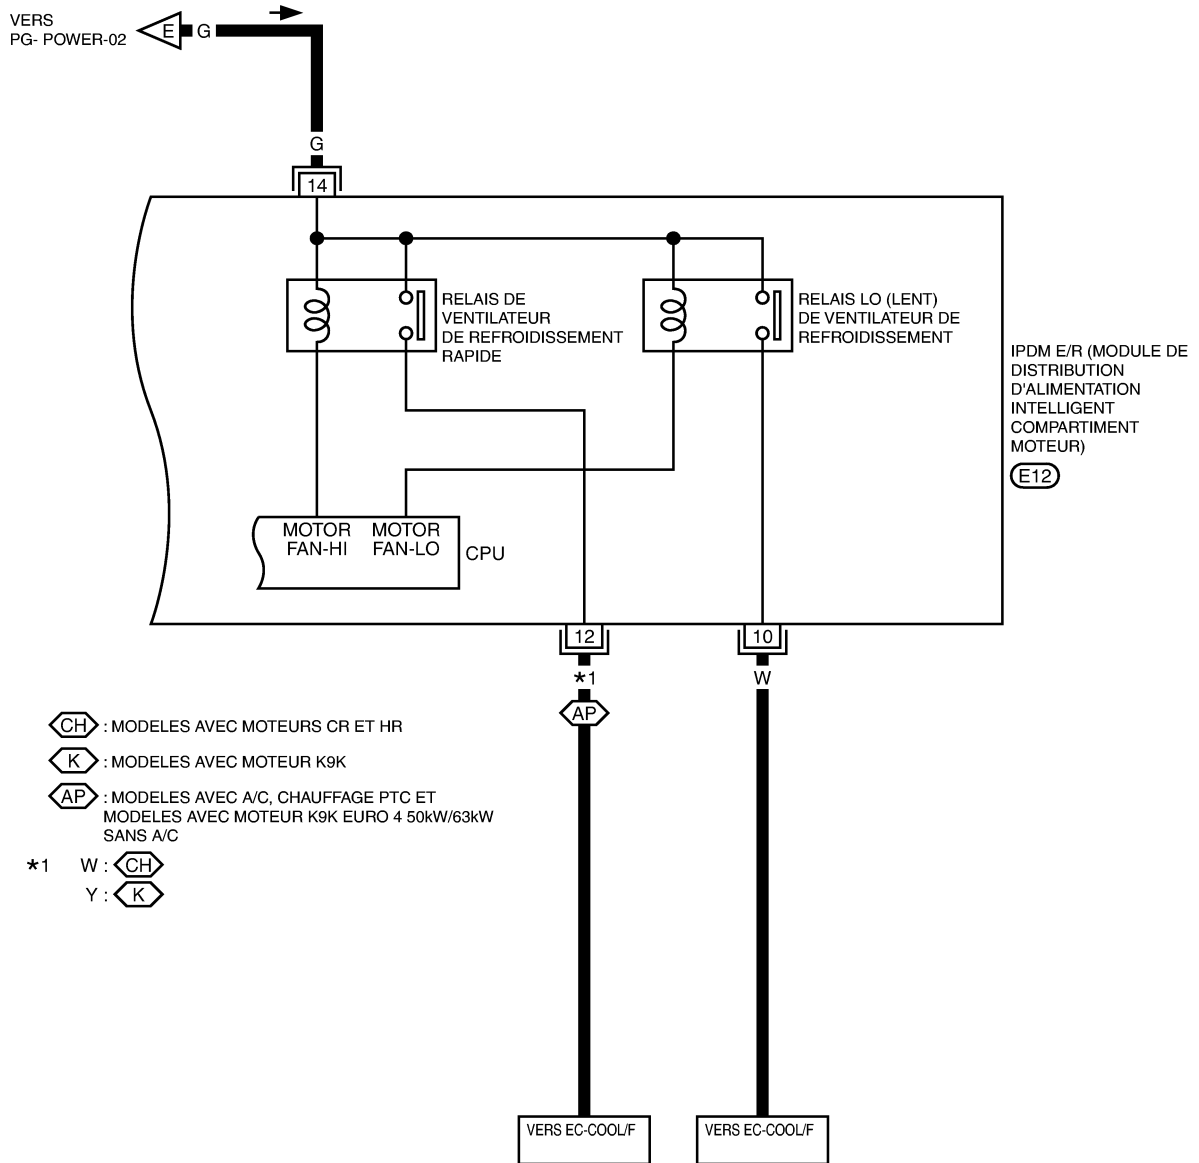 VERS
PG- POWER-02
E
G
G
14
RELAIS DE
VENTILATEUR
DE REFROIDISSEMENT
RAPIDE
RELAIS LO (LENT)
DE VENTILATEUR DE
REFROIDISSEMENT
IPDM E/R (MODULE DE
DISTRIBUTION
D'ALIMENTATION
INTELLIGENT
COMPARTIMENT
MOTEUR)
E12
MOTOR
FAN-HI
MOTOR
FAN-LO
CPU
12
10
*1
W
AP
CH : MODELES AVEC MOTEURS CR ET HR
K : MODELES AVEC MOTEUR K9K
AP : MODELES AVEC A/C, CHAUFFAGE PTC ET
MODELES AVEC MOTEUR K9K EURO 4 50kW/63kW
SANS A/C
*1 W : CH
Y : K
VERS EC-COOL/F
VERS EC-COOL/F